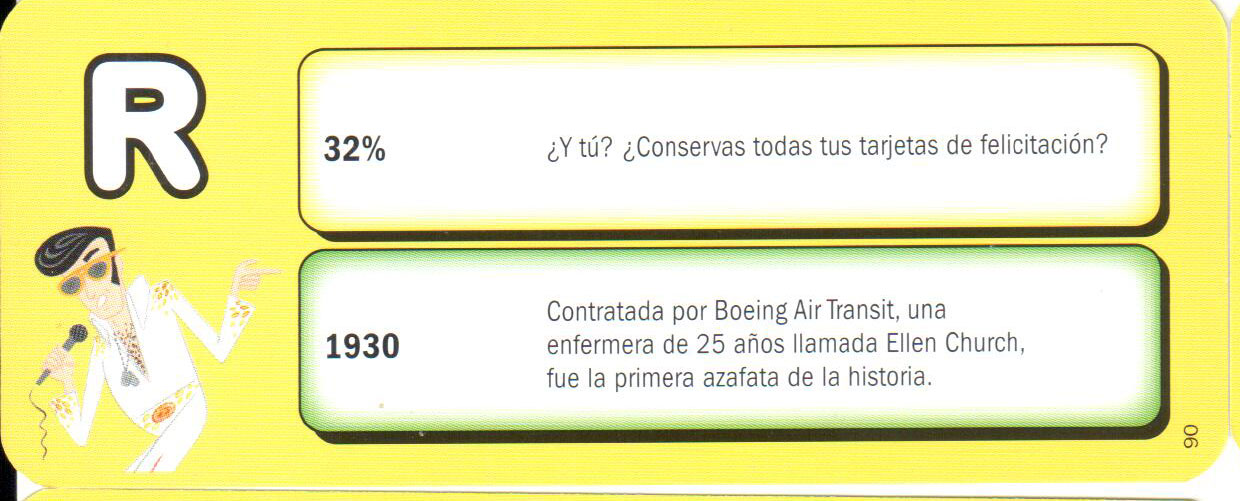 R
32%
¿Y tú? ¿Conservas todas tus tarjetas de felicitación?
1930
Contratada por Boeing Air Transit, una
enfermera de 25 años llamada Ellen Church,
fue la primera azafata de la historia.
90